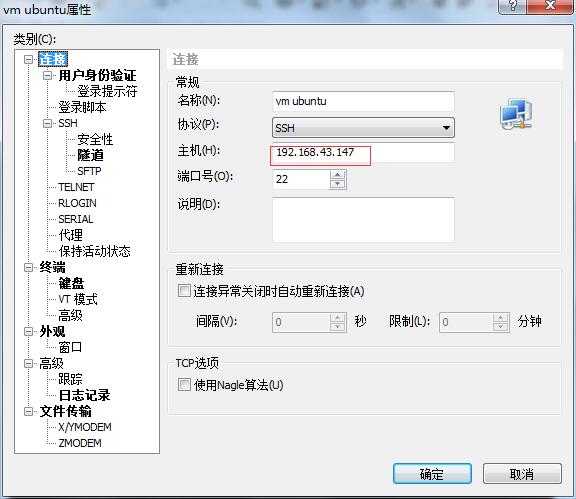 vm ubuntu属性
类别(C):
连接
用户身份验证
登录提示符
登录脚本
SSH
安全性
隧道
SFTP
TELNET
RLOGIN
SERIAL
代理
保持活动状态
终端
键盘
VT 模式
高级
外观
窗口
高级
跟踪
日志记录
文件传输
X/YMODEM
ZMODEM
连接
常规
名称(N): vm ubuntu
协议(P): SSH
主机(H): 192.168.43.147
端口号(O): 22
说明(D):
重新连接
连接异常关闭时自动重新连接(A)
间隔(V): 0 秒 限制(L): 0 分钟
TCP选项
使用Nagle算法(U)
确定 取消